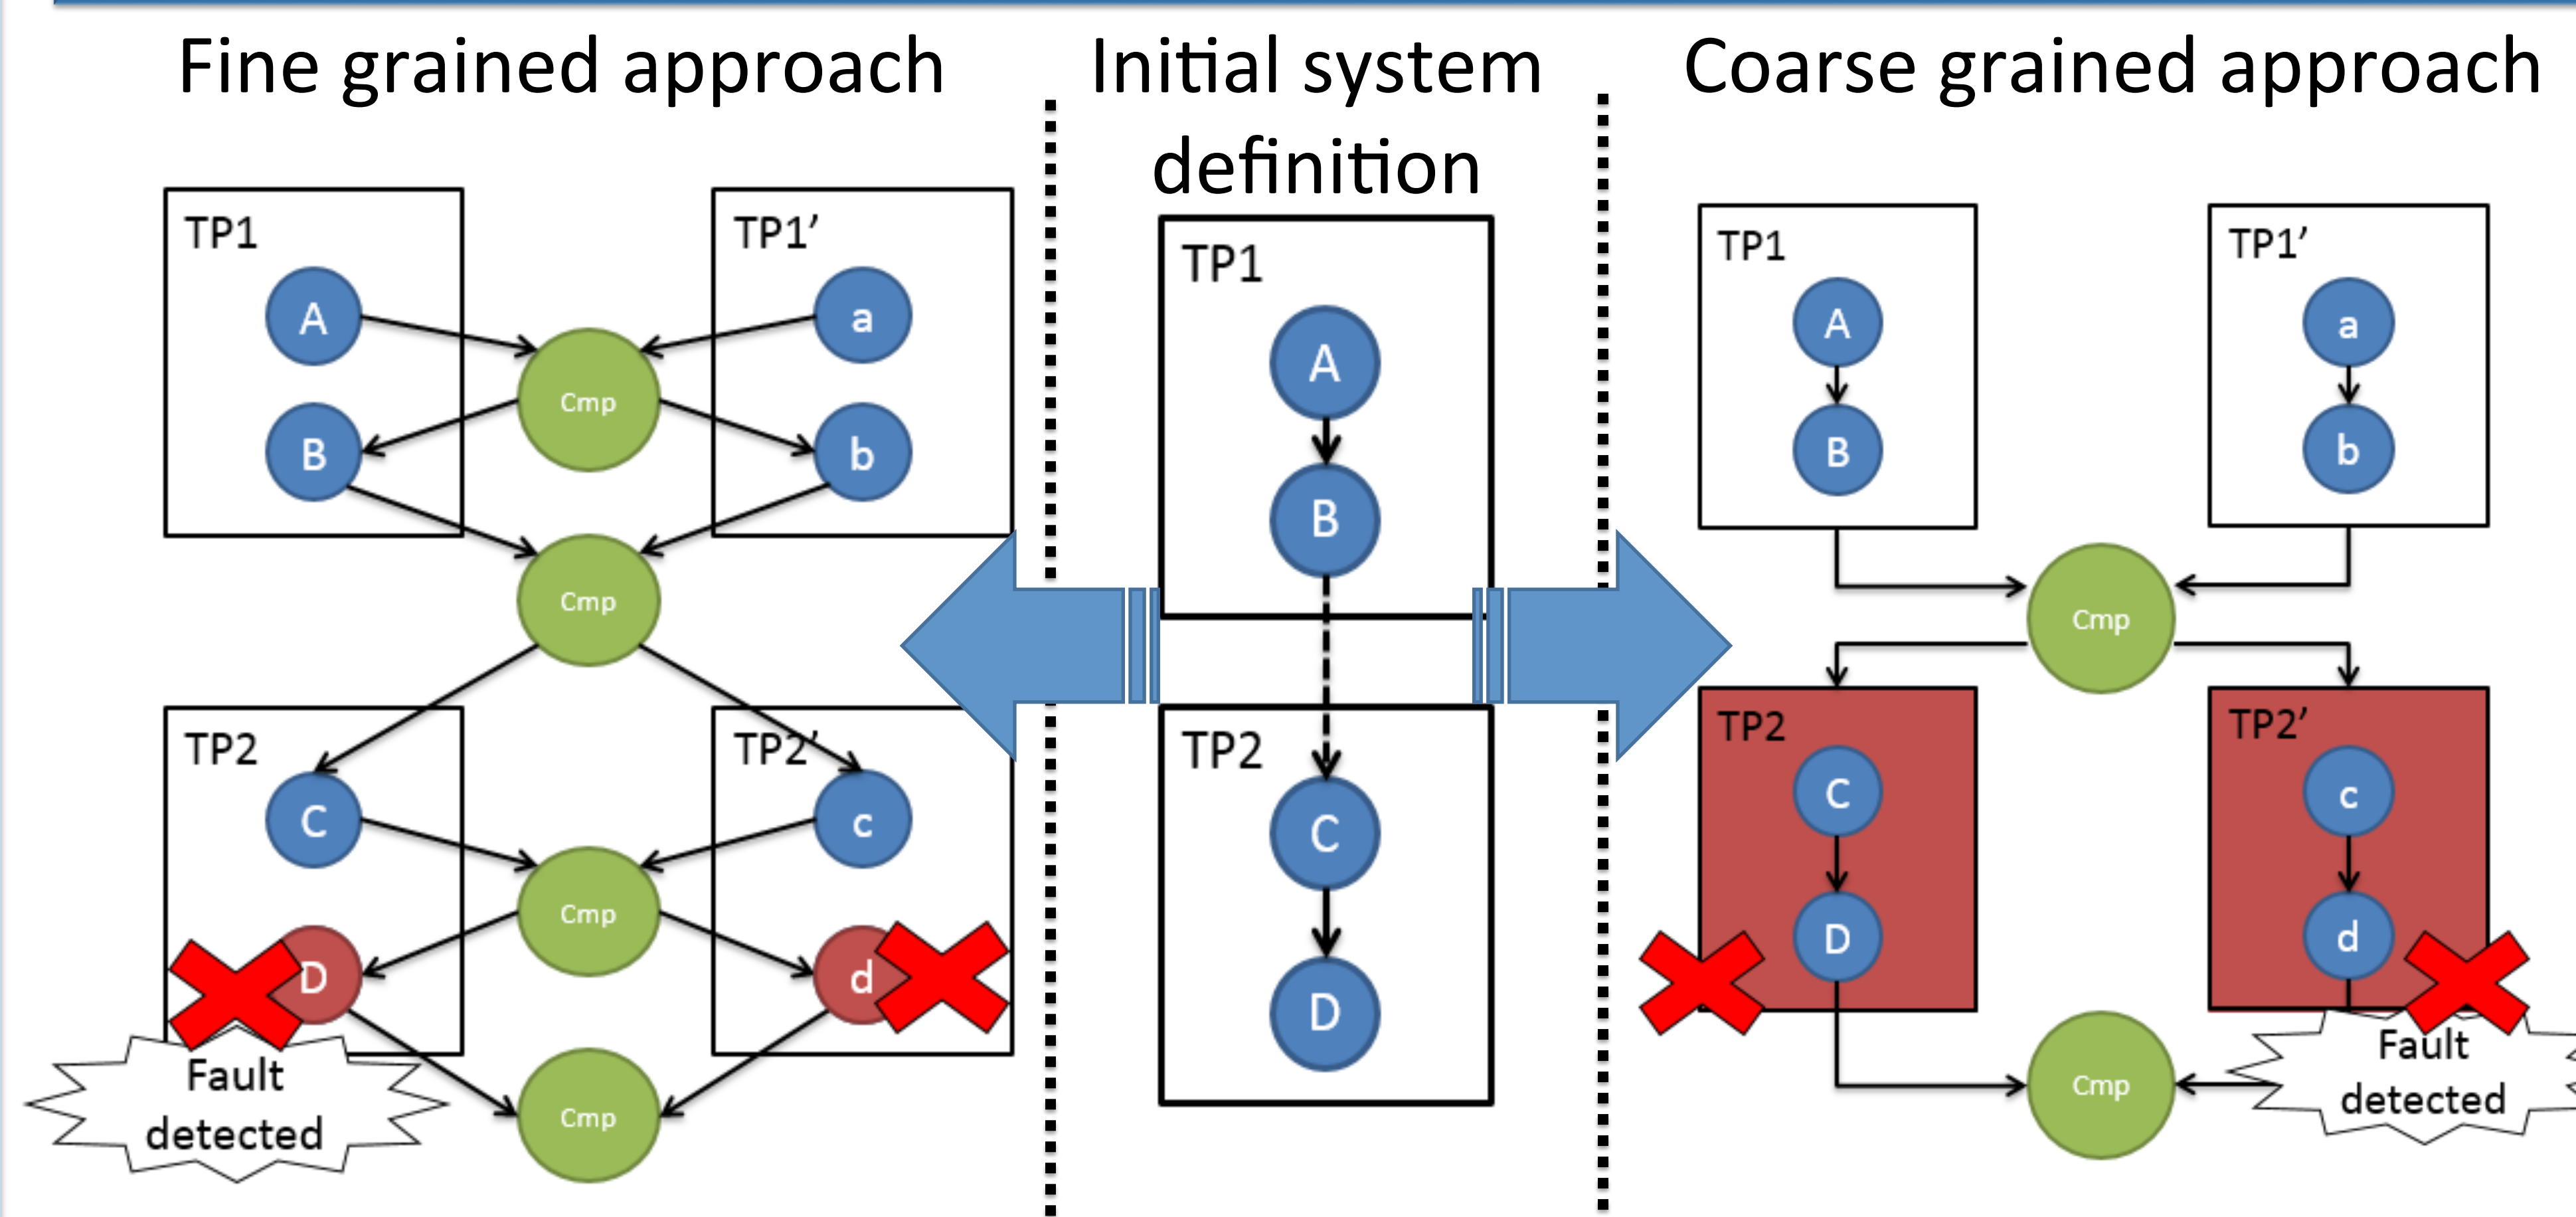 Fine grained approach
TP1
A
B
TP1’
a
b
Cmp
Cmp
TP2
C
D
TP2’
c
d
Cmp
Cmp
Fault
detected
Initial system
definition
TP1
A
B
TP2
C
D
Coarse grained approach
TP1
A
B
TP1’
a
b
Cmp
TP2
C
D
TP2’
c
d
Cmp
Fault
detected